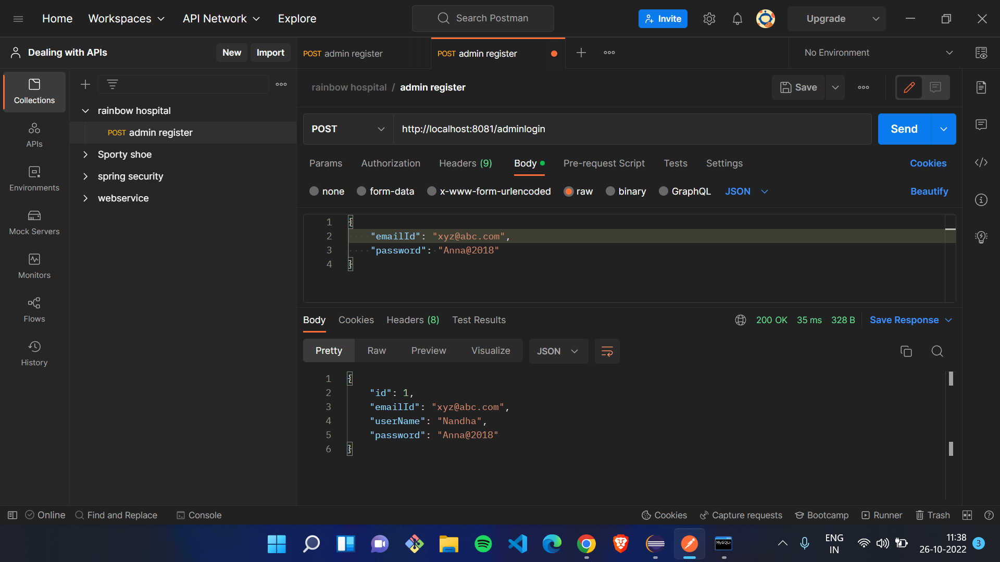 Home Workspaces API Network Explore Search Postman Invite Upgrade
Dealing with APIs New Import POST admin register POST admin register No Environment
Collections
rainbow hospital / admin register Save
rainbow hospital
POST admin register
POST http://localhost:8081/adminlogin Send
APIs
Sporty shoe
Params Authorization Headers (9) Body Pre-request Script Tests Settings Cookies
Environments
spring security
none form-data x-www-form-urlencoded raw binary GraphQL JSON Beautify
webservice
Mock Servers
1 {
2 "emailId": "xyz@abc.com",
3 "password": "Anna@2018"
4 }
Monitors
Flows
Body Cookies Headers (8) Test Results 200 OK 35 ms 328 B Save Response
History
Pretty Raw Preview Visualize JSON
1 {
2 "id": 1,
3 "emailId": "xyz@abc.com",
4 "userName": "Nandha",
5 "password": "Anna@2018"
6 }
Online Find and Replace Console Cookies Capture requests Bootcamp Runner Trash
MySQL>
ENG 11:38
IN 26-10-2022 3